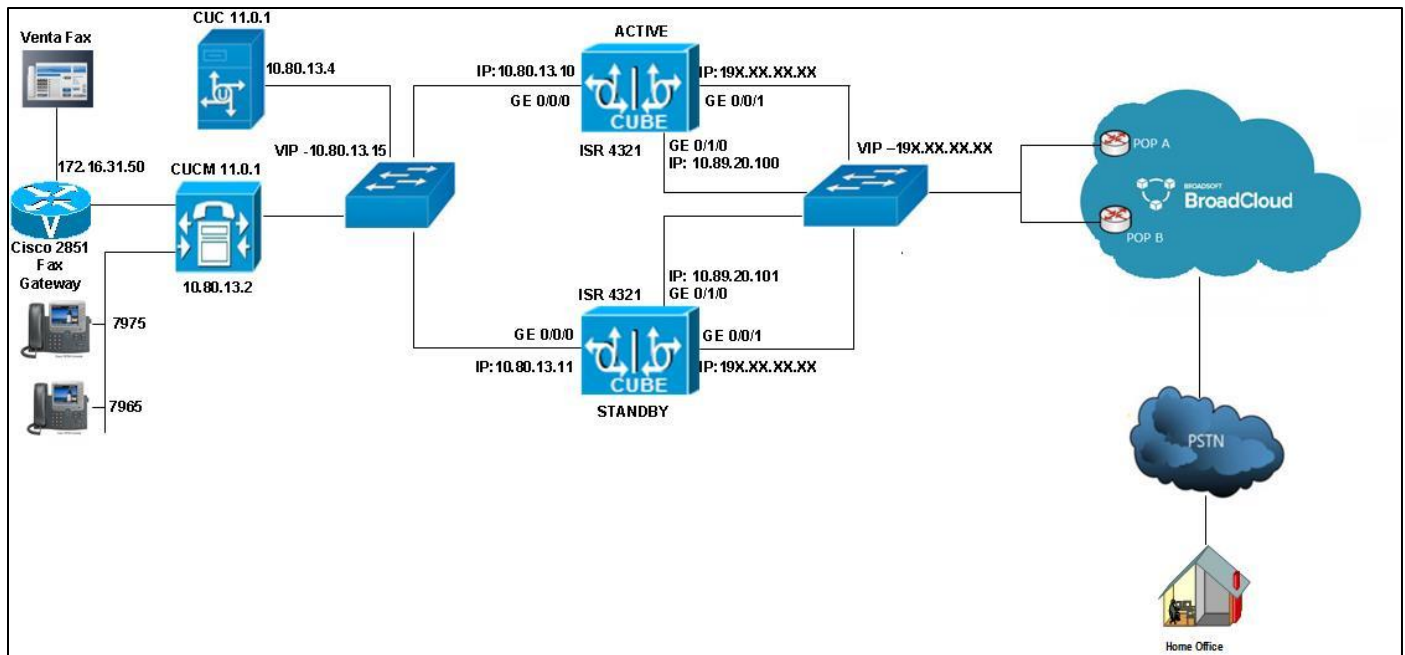 CUC 11.0.1
Venta Fax
10.80.13.4
172.16.31.50
VIP -10.80.13.15
CUCM 11.0.1
Cisco 2851
Fax
Gateway
10.80.13.2
7975
7965
ACTIVE
IP:10.80.13.10
IP:19X.XX.XX.XX
GE 0/0/0
GE 0/0/1
CUBE
ISR 4321
GE 0/1/0
IP: 10.89.20.100
VIP –19X.XX.XX.XX
IP: 10.89.20.101
GE 0/1/0
ISR 4321
GE 0/0/0
GE 0/0/1
IP:10.80.13.11
IP:19X.XX.XX.XX
CUBE
STANDBY
POP A
BROADSOFT
BroadCloud
POP B
PSTN
Home Office
U
V